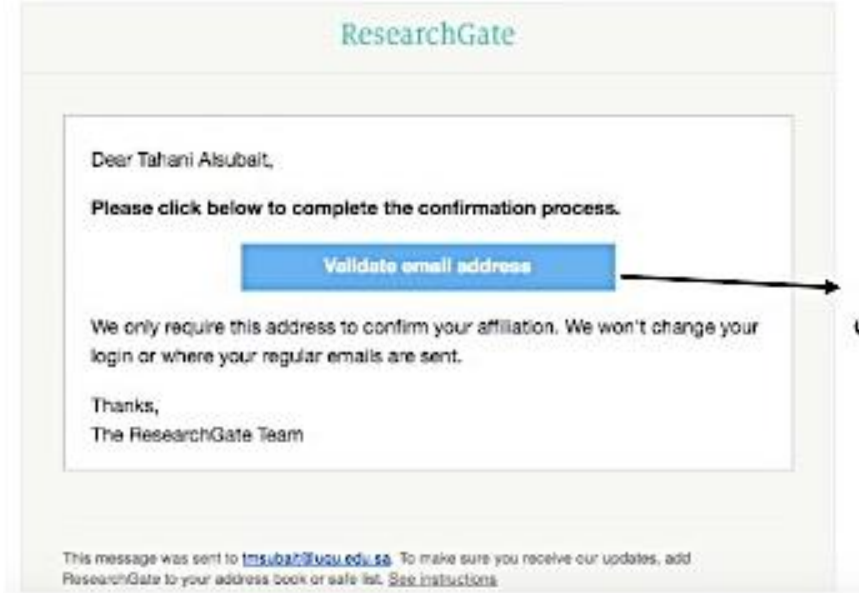 ResearchGate
Dear Tahani Alsubait,
Please click below to complete the confirmation process.
Validate email address
We only require this address to confirm your affiliation. We won't change your
login or where your regular emails are sent.
Thanks,
The ResearchGate Team
This message was sent to tmsubait@uqu.edu.sa. To make sure you receive our updates, add
ResearchGate to your address book or safe list. See instructions